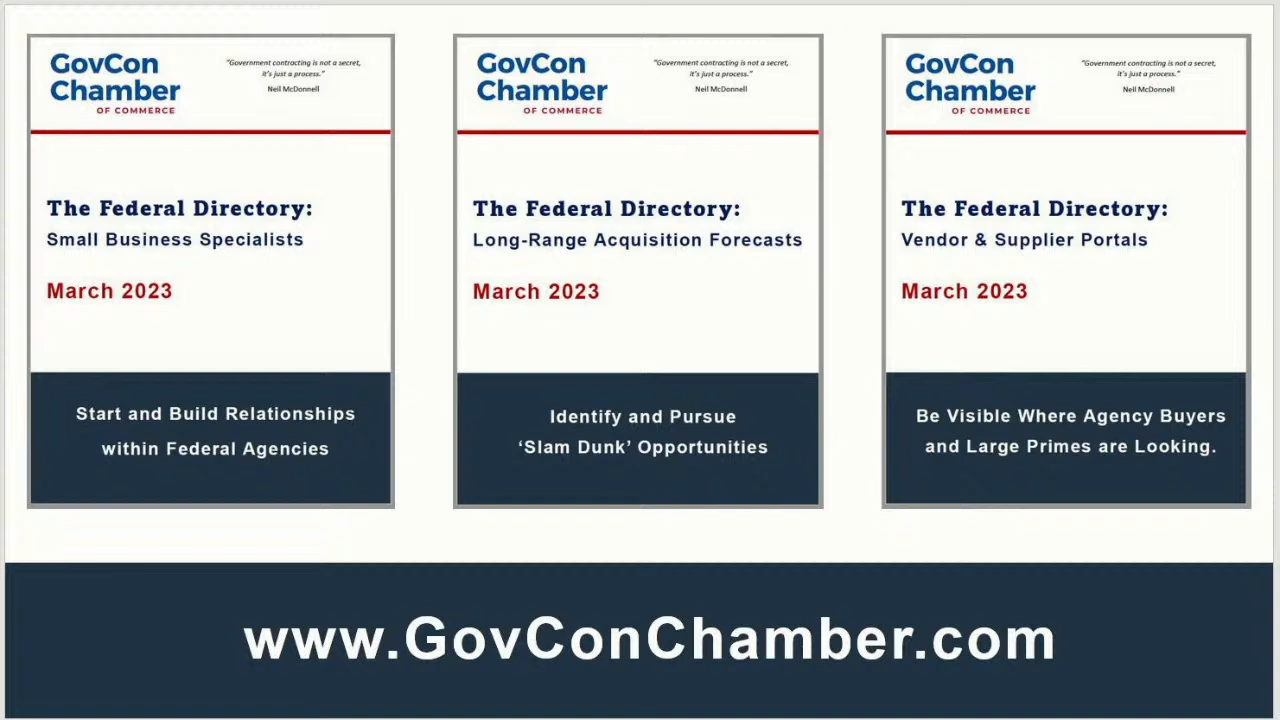 GovCon
Chamber
OF COMMERCE
"Government contracting is not a secret,
it's just a process."
Neil McDonnell
The Federal Directory:
Small Business Specialists
March 2023
Start and Build Relationships
within Federal Agencies
GovCon
Chamber
OF COMMERCE
"Government contracting is not a secret,
it's just a process."
Neil McDonnell
The Federal Directory:
Long-Range Acquisition Forecasts
March 2023
Identify and Pursue
‘Slam Dunk’ Opportunities
GovCon
Chamber
OF COMMERCE
"Government contracting is not a secret,
it's just a process."
Neil McDonnell
The Federal Directory:
Vendor & Supplier Portals
March 2023
Be Visible Where Agency Buyers
and Large Primes are Looking.
www.GovConChamber.com